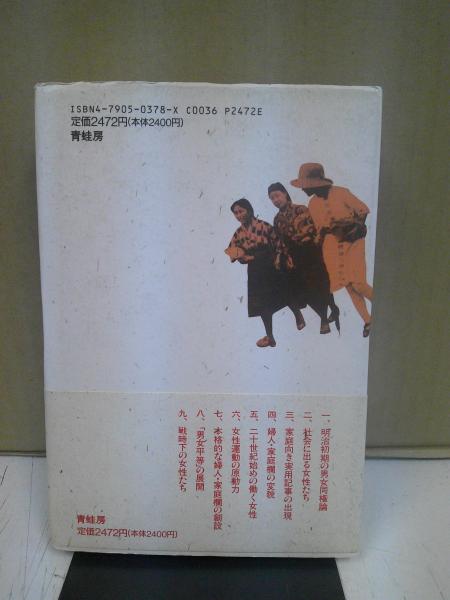 ISBN4-7905-0378-X C0036 P2472E
定価2472円(本体2400円)
青蛙房
一、明治初期の男女同権論
二、社会に出る女性たち
三、家庭向き実用記事の出現
四、婦人・家庭欄の変貌
五、二十世紀始めの働く女性
六、女性運動の原動力
七、本格的な婦人・家庭欄の創設
八、「男女平等」の展開
九、戦時下の女性たち
青蛙房
定価2472円(本体2400円)